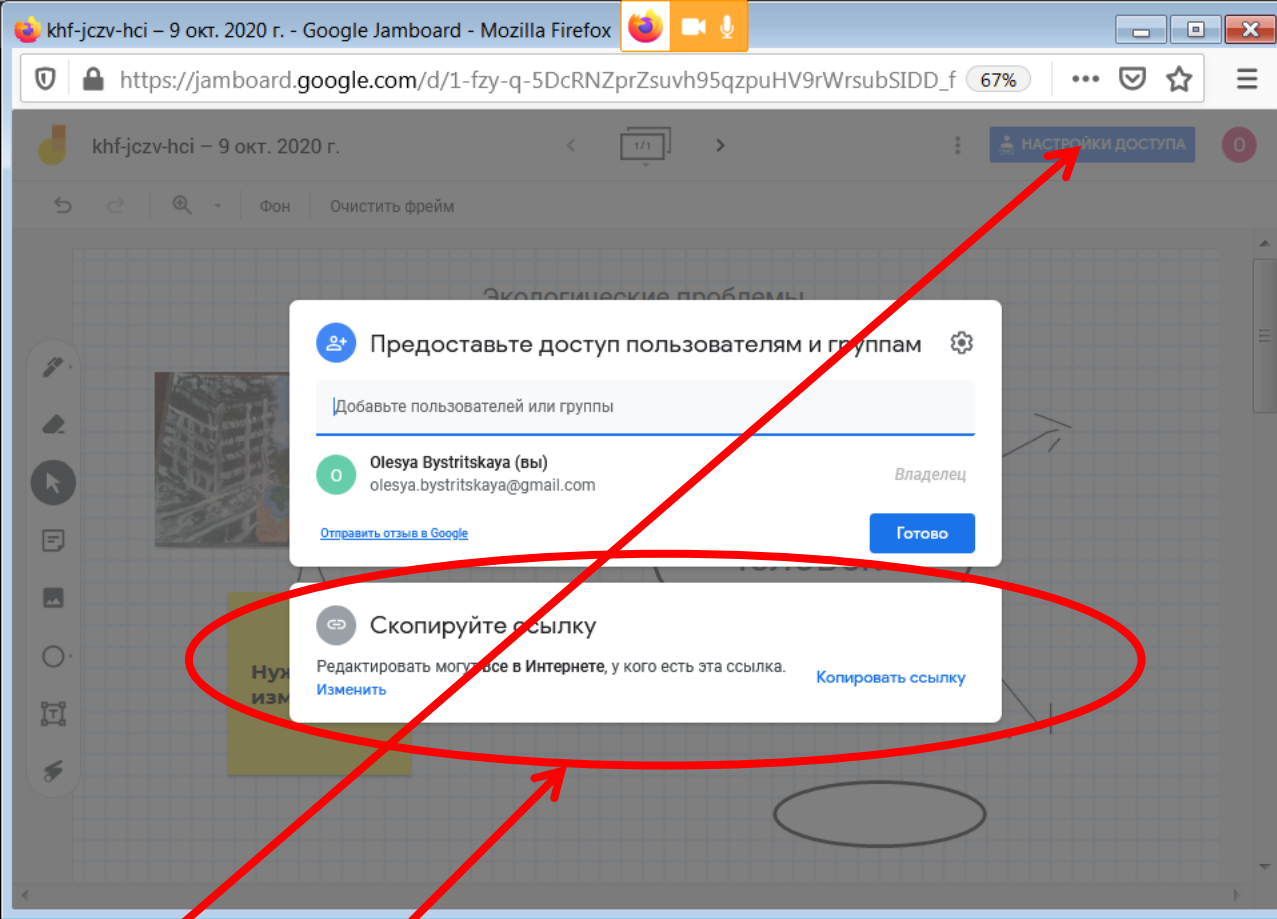 khf-jczv-hci – 9 окт. 2020 г. - Google Jamboard - Mozilla Firefox
https://jamboard.google.com/d/1-fzy-q-5DcRNZprZsuvh95qzpuHV9rWrsubSIDD_f 67%
khf-jczv-hci – 9 окт. 2020 г. 1/1 НАСТРОЙКИ ДОСТУПА O
Фон Очистить фрейм
Экологические проблемы
Предоставьте доступ пользователям и группам
Добавьте пользователей или группы
O Olesya Bystritskaya (вы)
olesya.bystritskaya@gmail.com Владелец
Отправить отзыв в Google Готово
Скопируйте ссылку
Редактировать могут все в Интернете, у кого есть эта ссылка.
Изменить Копировать ссылку